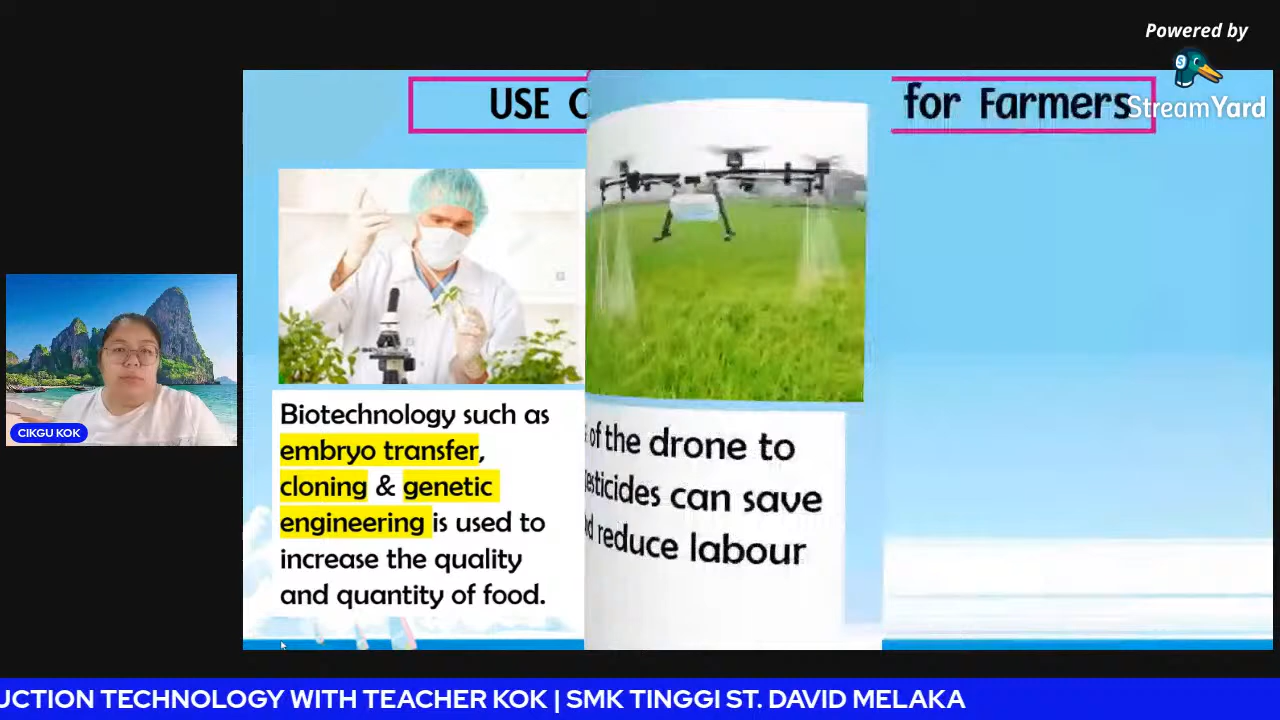 Powered by
StreamYard
USE
for Farmers
Biotechnology such as
embryo transfer,
cloning & genetic
engineering is used to
increase the quality
and quantity of food.
of the drone to
can save
reduce labour
CIKGU KOK
UCTION TECHNOLOGY WITH TEACHER KOK | SMK TINGGI ST. DAVID MELAKA